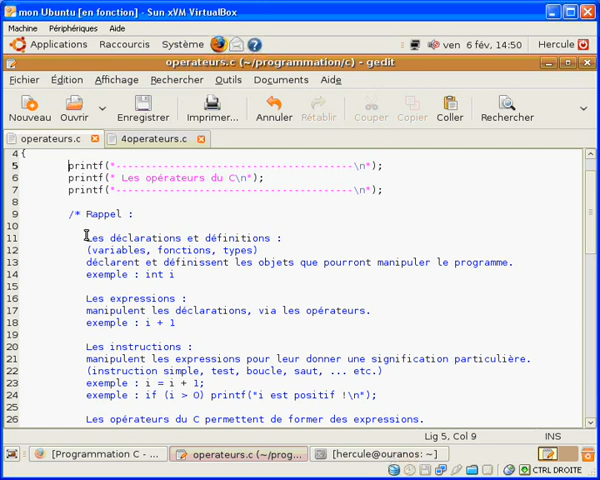 mon Ubuntu [en fonction] - Sun xVM VirtualBox
Machine Périphériques Aide
Applications Raccourcis Système ven 6 fév, 14:50 Hercule
operateurs.c (~/programmation/c) - gedit
Fichier Édition Affichage Rechercher Outils Documents Aide
Nouveau Ouvrir Enregistrer Imprimer... Annuler Rétablir Couper Copier Coller Rechercher
operateurs.c 4operateurs.c
4 {
5 printf("---------------------------------------\n");
6 printf(" Les opérateurs du C\n");
7 printf("---------------------------------------\n");
8
9 /* Rappel :
10
11 Les déclarations et définitions :
12 (variables, fonctions, types)
13 déclarent et définissent les objets que pourront manipuler le programme.
14 exemple : int i
15
16 Les expressions :
17 manipulent les déclarations, via les opérateurs.
18 exemple : i + 1
19
20 Les instructions :
21 manipulent les expressions pour leur donner une signification particulière.
22 (instruction simple, test, boucle, saut, ... etc.)
23 exemple : i = i + 1;
24 exemple : if (i > 0) printf("i est positif !\n");
25
26 Les opérateurs du C permettent de former des expressions.
Lig 5, Col 9 INS
[Programmation C - ... operateurs.c (~/prog... [hercule@ouranos: ~]
CTRL DROITE